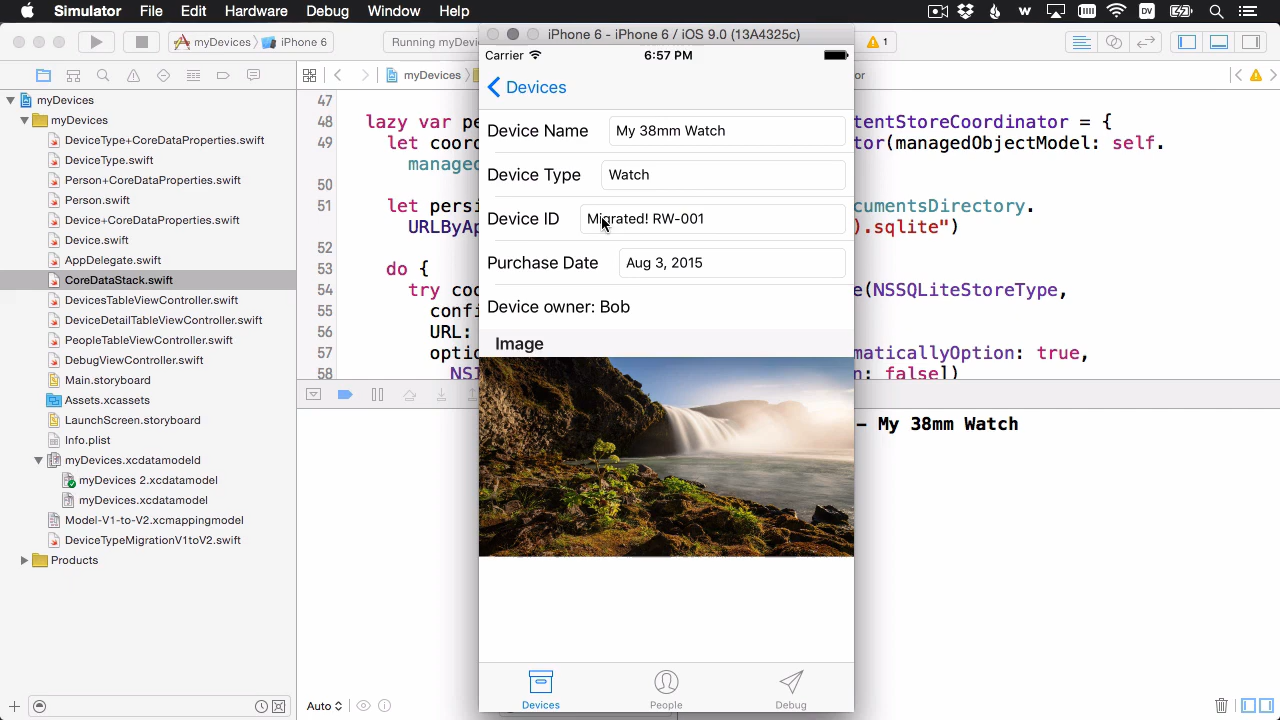 Simulator File Edit Hardware Debug Window Help
myDevices iPhone 6 Running myDevi
1
iPhone 6 - iPhone 6 / iOS 9.0 (13A4325c)
Carrier 6:57 PM
Devices
Device Name My 38mm Watch
Device Type Watch
Device ID Migrated! RW-001
Purchase Date Aug 3, 2015
Device owner: Bob
Image
Devices People Debug
myDevices
myDevices
DeviceType+CoreDataProperties.swift
DeviceType.swift
Person+CoreDataProperties.swift
Person.swift
Device+CoreDataProperties.swift
Device.swift
AppDelegate.swift
CoreDataStack.swift
DevicesTableViewController.swift
DeviceDetailTableViewController.swift
PeopleTableViewController.swift
DebugViewController.swift
Main.storyboard
Assets.xcassets
LaunchScreen.storyboard
Info.plist
myDevices.xcdatamodeld
myDevices 2.xcdatamodel
myDevices.xcdatamodel
Model-V1-to-V2.xcmappingmodel
DeviceTypeMigrationV1toV2.swift
Products
myDevices or
47
48 lazy var pe tentStoreCoordinator = {
49 let coord tor(managedObjectModel: self.
managed
50
51 let persi cumentsDirectory.
URLByAp ).sqlite")
52
53 do {
54 try coo e(NSSQLiteStoreType,
55 confi
56 URL:
57 optio maticallyOption: true,
58 NSI n: false])
– My 38mm Watch
Auto